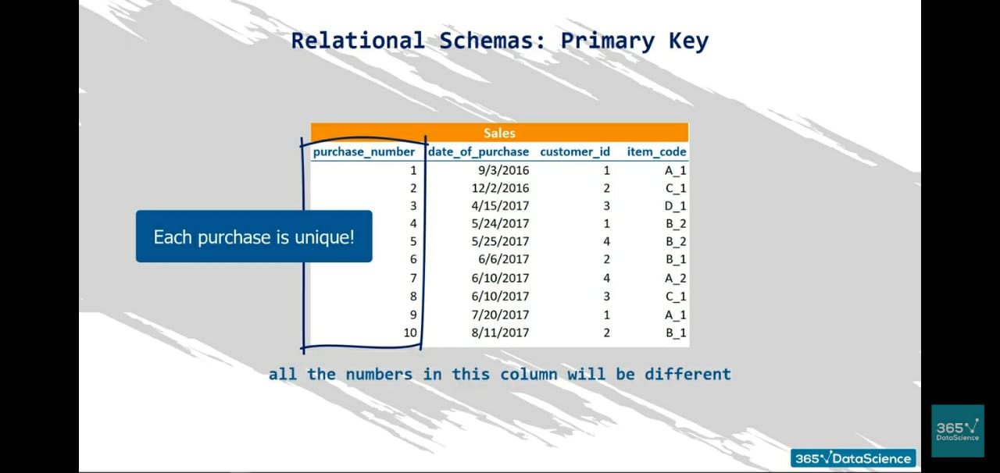 Relational Schemas: Primary Key
Sales
purchase_number date_of_purchase customer_id item_code
1 9/3/2016 1 A_1
2 12/2/2016 2 C_1
3 4/15/2017 3 D_1
4 5/24/2017 1 B_2
Each purchase is unique!
5 5/25/2017 4 B_2
6 6/6/2017 2 B_1
7 6/10/2017 4 A_2
8 6/10/2017 3 C_1
9 7/20/2017 1 A_1
10 8/11/2017 2 B_1
all the numbers in this column will be different
365 DataScience
365 DataScience